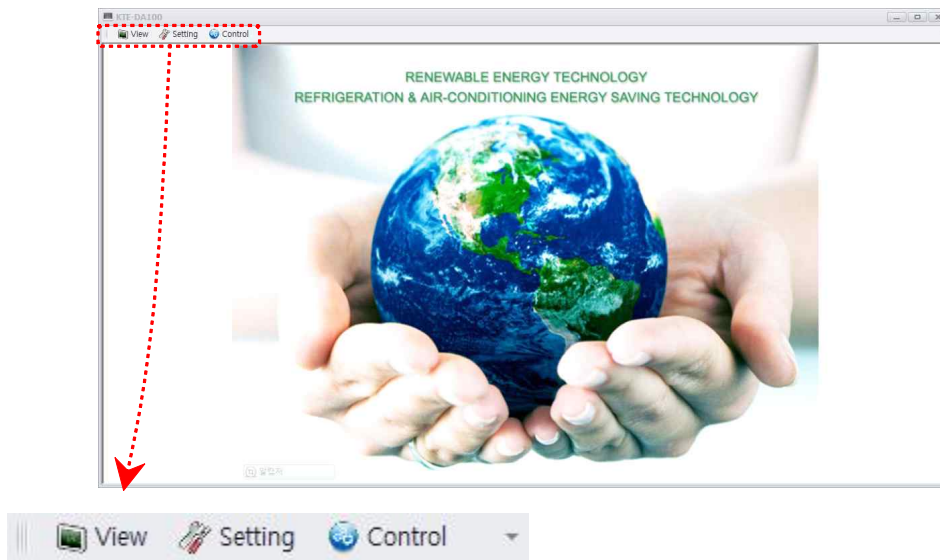 KTE-DA100
View Setting Control
RENEWABLE ENERGY TECHNOLOGY
REFRIGERATION & AIR-CONDITIONING ENERGY SAVING TECHNOLOGY
View Setting Control